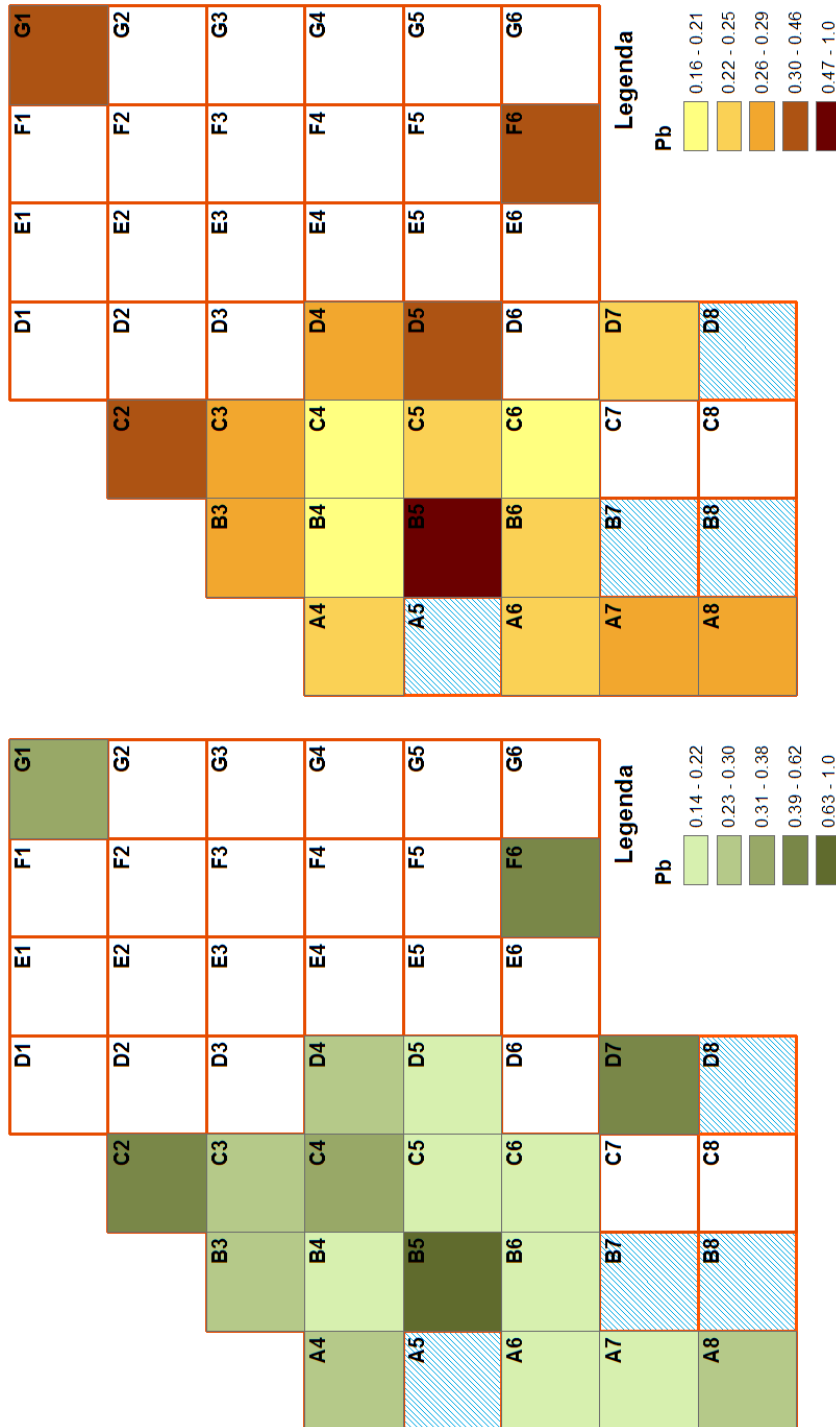 D1 E1 F1 G1
C2 D2 E2 F2 G2
B3 C3 D3 E3 F3 G3
A4 B4 C4 D4 E4 F4 G4
A5 B5 C5 D5 E5 F5 G5
A6 B6 C6 D6 E6 F6 G6
A7 B7 C7 D7
A8 B8 C8 D8
Legenda
Pb
0.14 - 0.22
0.23 - 0.30
0.31 - 0.38
0.39 - 0.62
0.63 - 1.0
D1 E1 F1 G1
C2 D2 E2 F2 G2
B3 C3 D3 E3 F3 G3
A4 B4 C4 D4 E4 F4 G4
A5 B5 C5 D5 E5 F5 G5
A6 B6 C6 D6 E6 F6 G6
A7 B7 C7 D7
A8 B8 C8 D8
Legenda
Pb
0.16 - 0.21
0.22 - 0.25
0.26 - 0.29
0.30 - 0.46
0.47 - 1.0